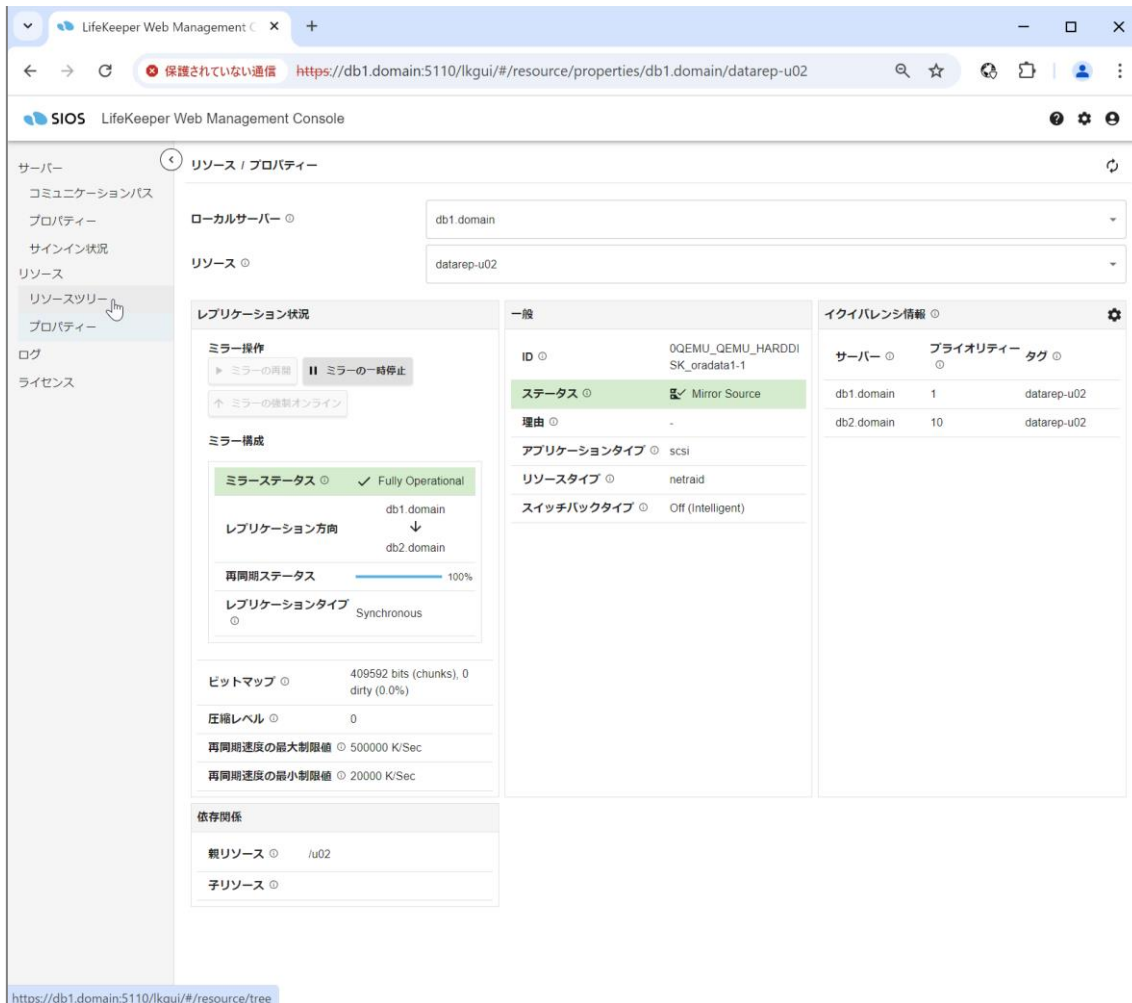 LifeKeeper Web Management C
保護されていない通信 https://db1.domain:5110/lkgui/#/resource/properties/db1.domain/datarep-u02
SIOS LifeKeeper Web Management Console
サーバー
コミュニケーションパス
プロパティー
サインイン状況
リソース
リソースツリー
プロパティー
ログ
ライセンス
リソース / プロパティー
ローカルサーバー db1.domain
リソース datarep-u02
レプリケーション状況
ミラー操作
ミラーの再開 ミラーの一時停止
ミラーの強制オンライン
ミラー構成
ミラーステータス Fully Operational
レプリケーション方向 db1.domain
↓
db2.domain
再同期ステータス 100%
レプリケーションタイプ Synchronous
ビットマップ 409592 bits (chunks), 0
dirty (0.0%)
圧縮レベル 0
再同期速度の最大制限値 500000 K/Sec
再同期速度の最小制限値 20000 K/Sec
一般
ID 0QEMU_QEMU_HARDDI
SK_oradata1-1
ステータス Mirror Source
理由 -
アプリケーションタイプ scsi
リソースタイプ netraid
スイッチバックタイプ Off (Intelligent)
イクイバレンシ情報
サーバー プライオリティー タグ
db1.domain 1 datarep-u02
db2.domain 10 datarep-u02
依存関係
親リソース /u02
子リソース
https://db1.domain:5110/lkgui/#/resource/tree